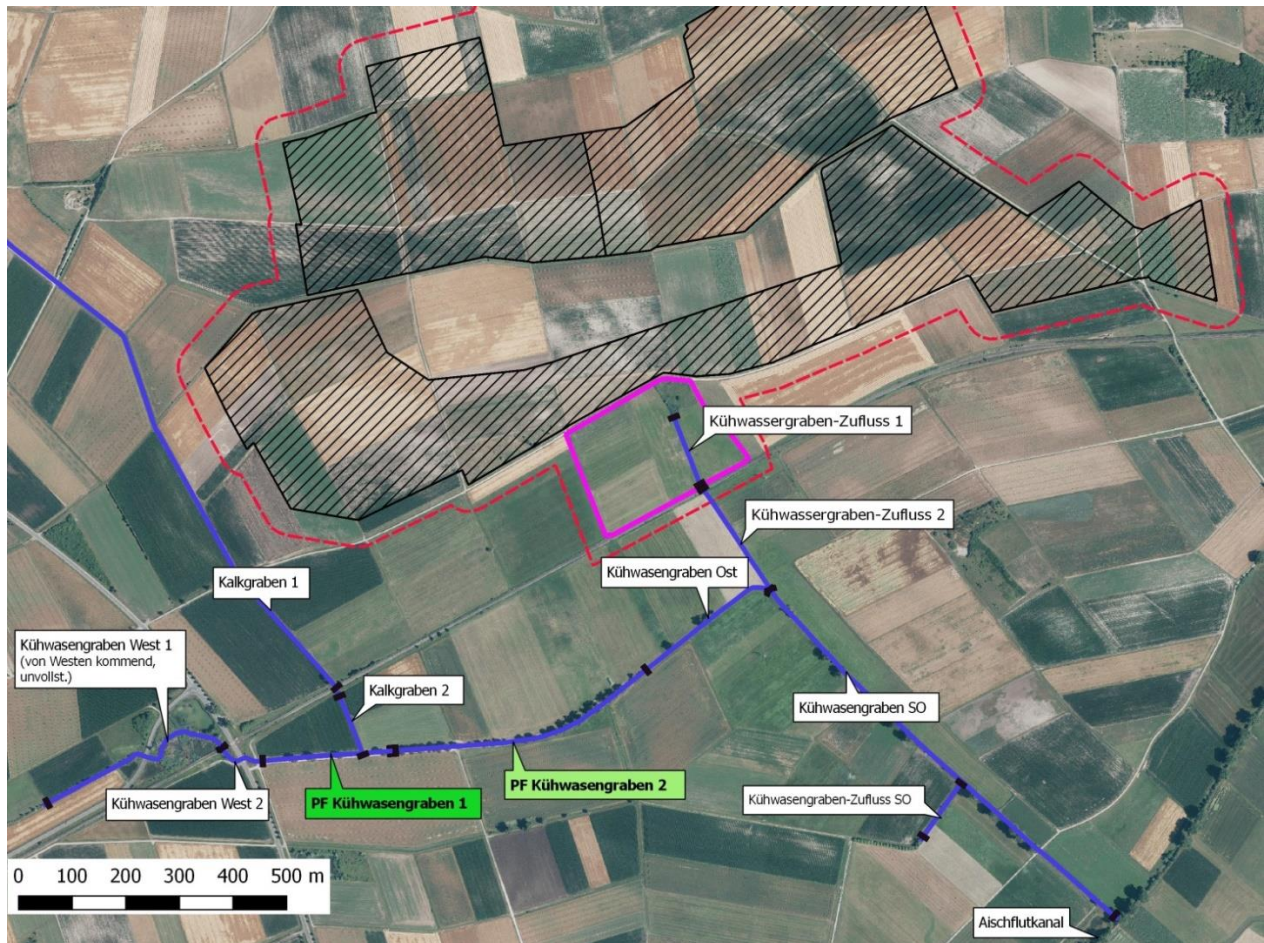 Kühwassergraben-Zufluss 1
Kühwassergraben-Zufluss 2
Kühwasengraben Ost
Kalkgraben 1
Kühwasengraben West 1
(von Westen kommend,
unvollst.)
Kalkgraben 2
Kühwasengraben SO
Kühwasengraben West 2
PF Kühwasengraben 1
PF Kühwasengraben 2
Kühwasengraben-Zufluss SO
0 100 200 300 400 500 m
Aischflutkanal